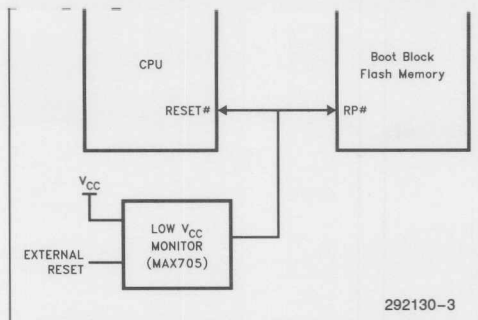 CPU
Boot Block
Flash Memory
RESET#
RP#
VCC
LOW VCC
MONITOR
(MAX705)
EXTERNAL
RESET
292130-3